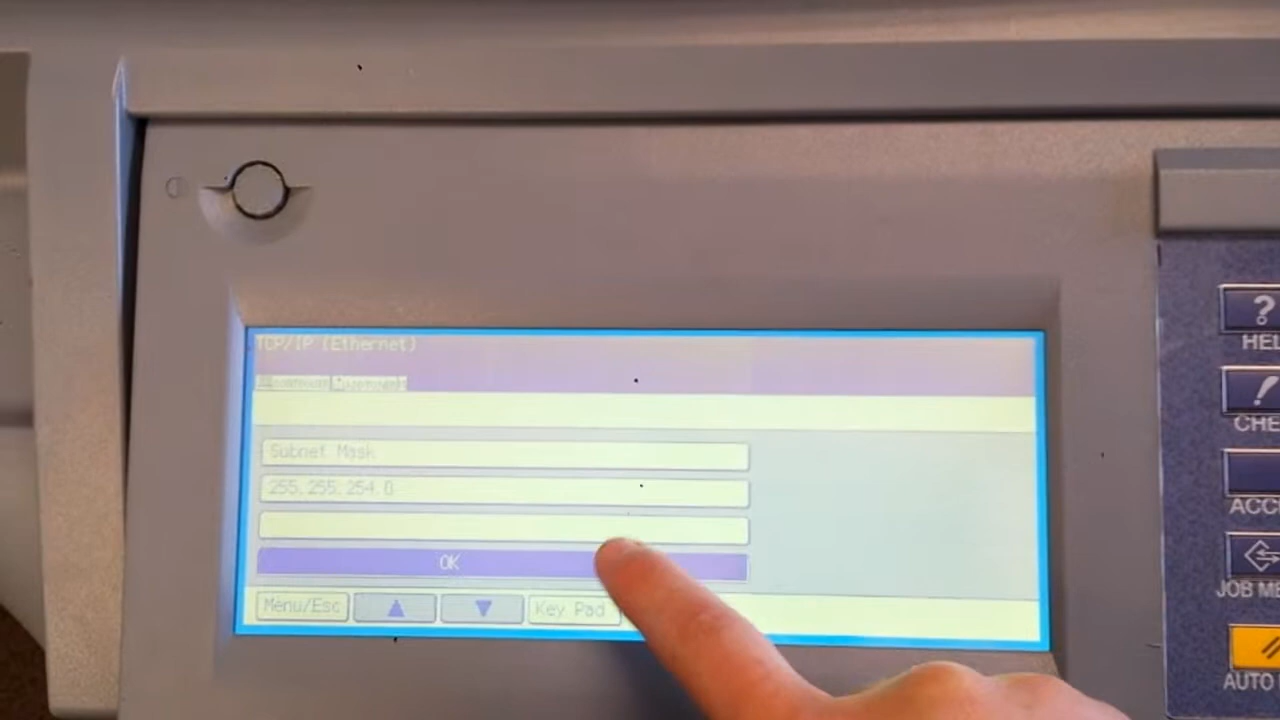 TCP/IP (Ethernet)
Subnet Mask
255.255.254.0
OK
Menu/Esc
Key Pad
?
HEL
CHE
ACC
JOB ME
AUTO